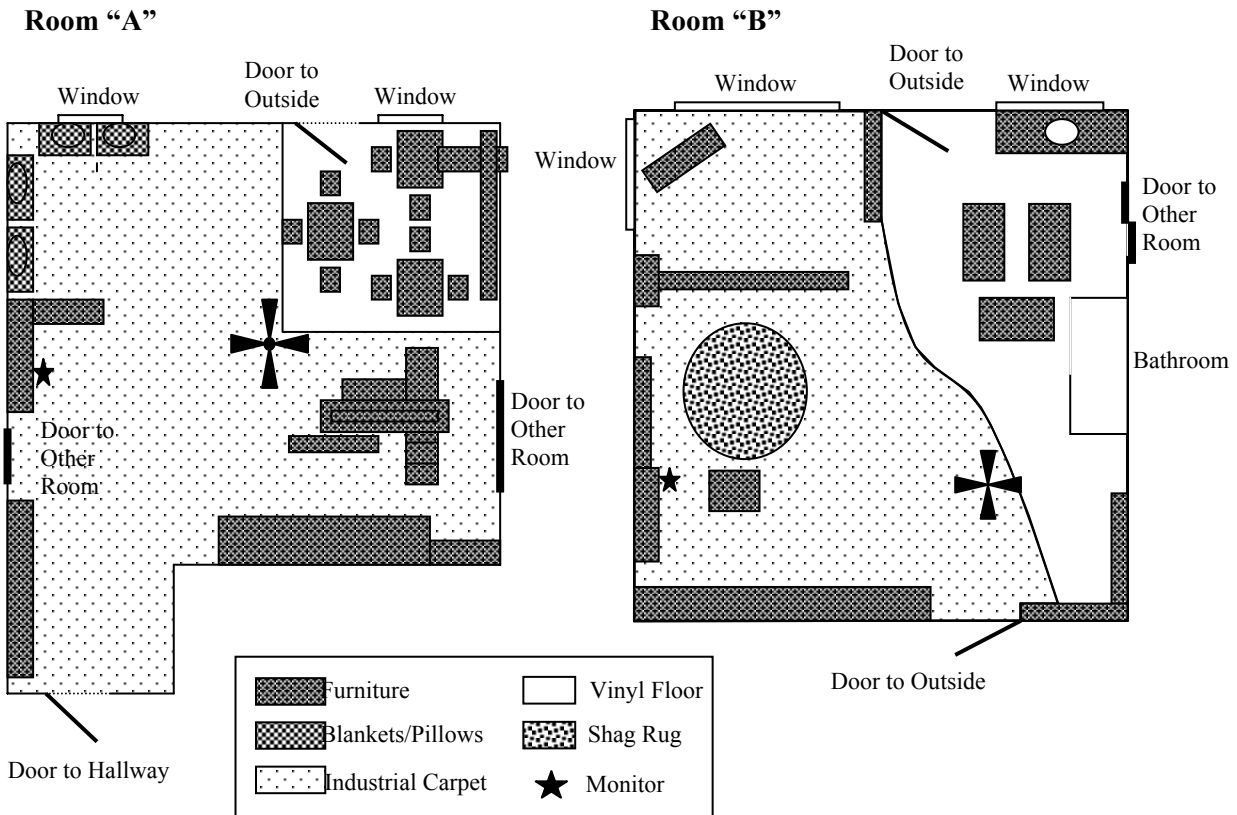 Room “A”
Window
Door to
Outside
Window
Door to
Other
Room
Door to
Other
Room
Door to Hallway
Room “B”
Window
Door to
Outside
Window
Window
Door to
Other
Room
Bathroom
Door to Outside
Furniture
Vinyl Floor
Blankets/Pillows
Shag Rug
Industrial Carpet
Monitor